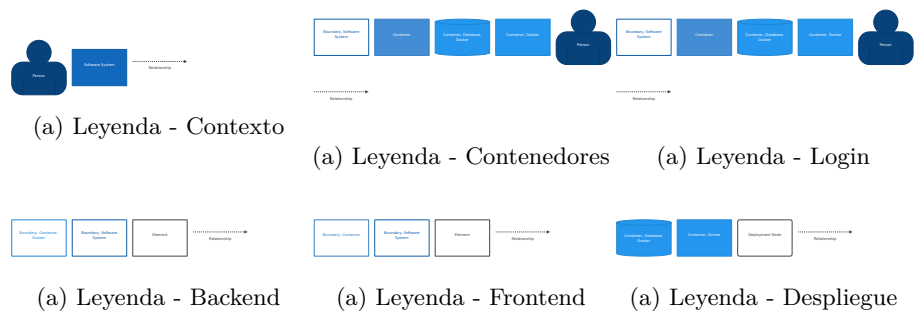 Person
Software System
Relationship
(a) Leyenda - Contexto
Boundary, Software
System
Container
Container, Database,
Docker
Container, Docker
Person
Relationship
(a) Leyenda - Contenedores
Boundary, Software
System
Container
Container, Database,
Docker
Container, Docker
Person
Relationship
(a) Leyenda - Login
Boundary, Container,
Docker
Boundary, Software
System
Element
Relationship
(a) Leyenda - Backend
Boundary, Container
Boundary, Software
System
Element
Relationship
(a) Leyenda - Frontend
Container, Database,
Docker
Container, Docker
Deployment Node
Relationship
(a) Leyenda - Despliegue